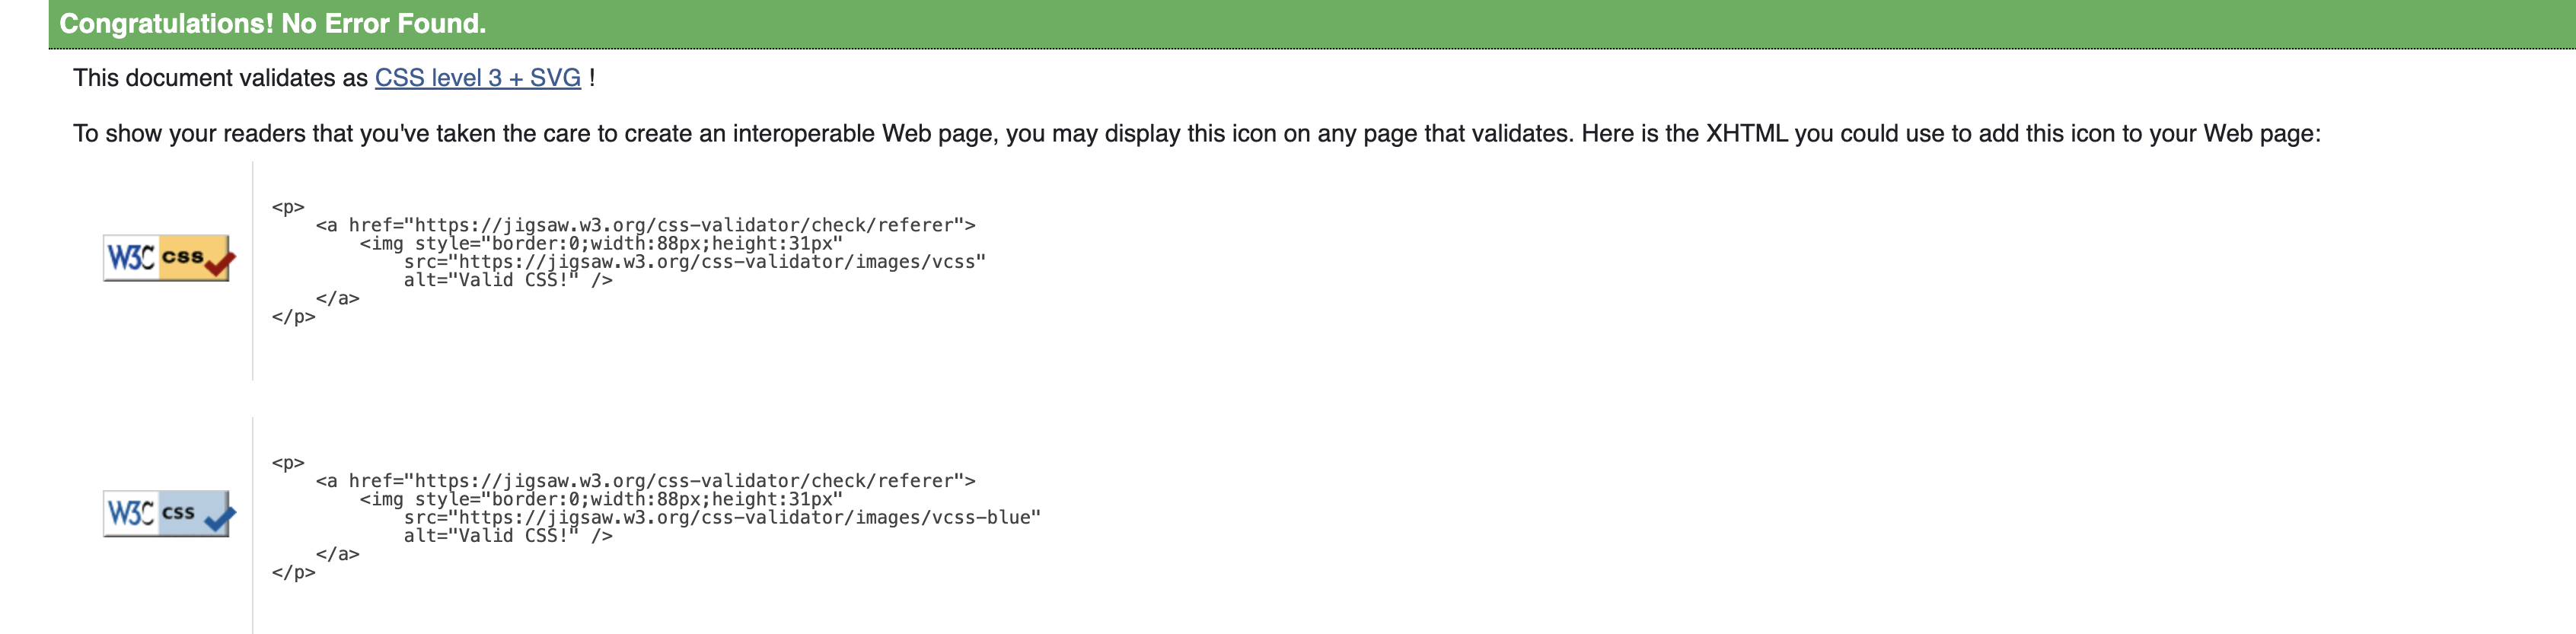 Congratulations! No Error Found.
This document validates as CSS level 3 + SVG !
To show your readers that you've taken the care to create an interoperable Web page, you may display this icon on any page that validates. Here is the XHTML you could use to add this icon to your Web page:
W3C css
<p>
    <a href="https://jigsaw.w3.org/css-validator/check/referer">
        <img style="border:0;width:88px;height:31px"
            src="https://jigsaw.w3.org/css-validator/images/vcss"
            alt="Valid CSS!" />
    </a>
</p>
W3C css
<p>
    <a href="https://jigsaw.w3.org/css-validator/check/referer">
        <img style="border:0;width:88px;height:31px"
            src="https://jigsaw.w3.org/css-validator/images/vcss-blue"
            alt="Valid CSS!" />
    </a>
</p>